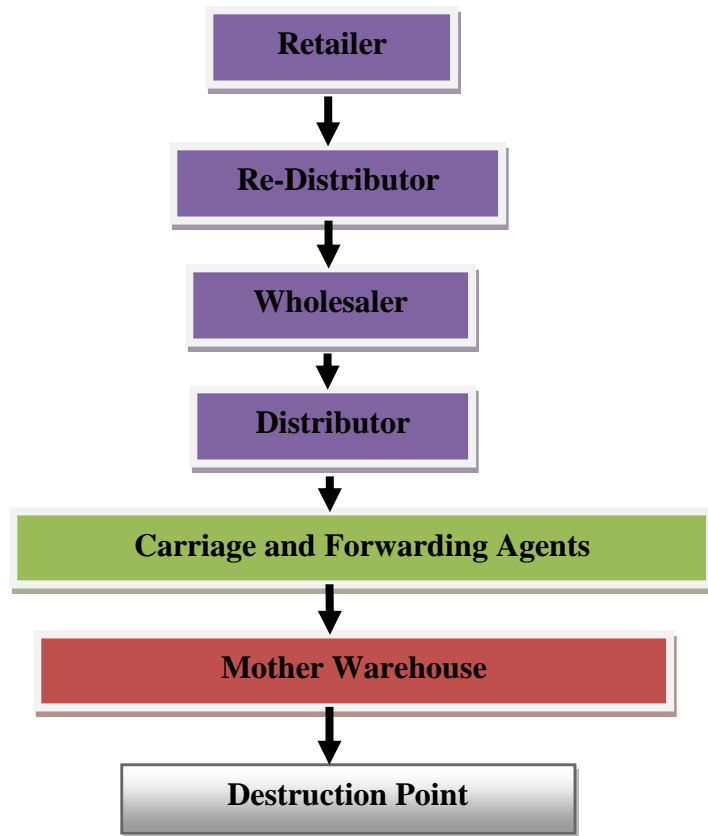 Retailer
Re-Distributor
Wholesaler
Distributor
Carriage and Forwarding Agents
Mother Warehouse
Destruction Point